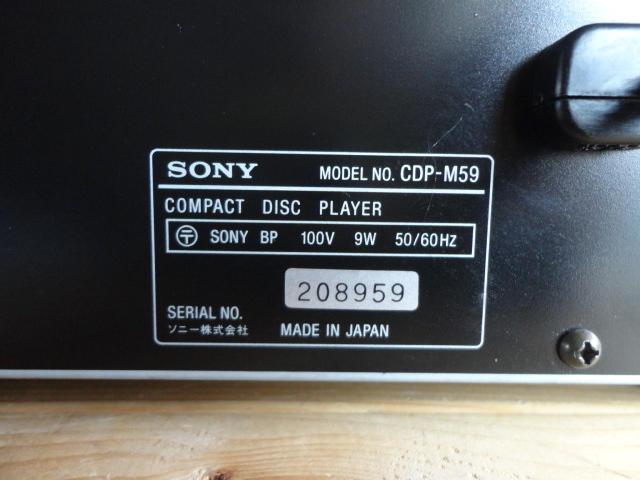 SONY MODEL NO. CDP-M59
COMPACT DISC PLAYER
〒 SONY BP 100V 9W 50/60Hz
208959
SERIAL NO.
ソニー株式会社 MADE IN JAPAN